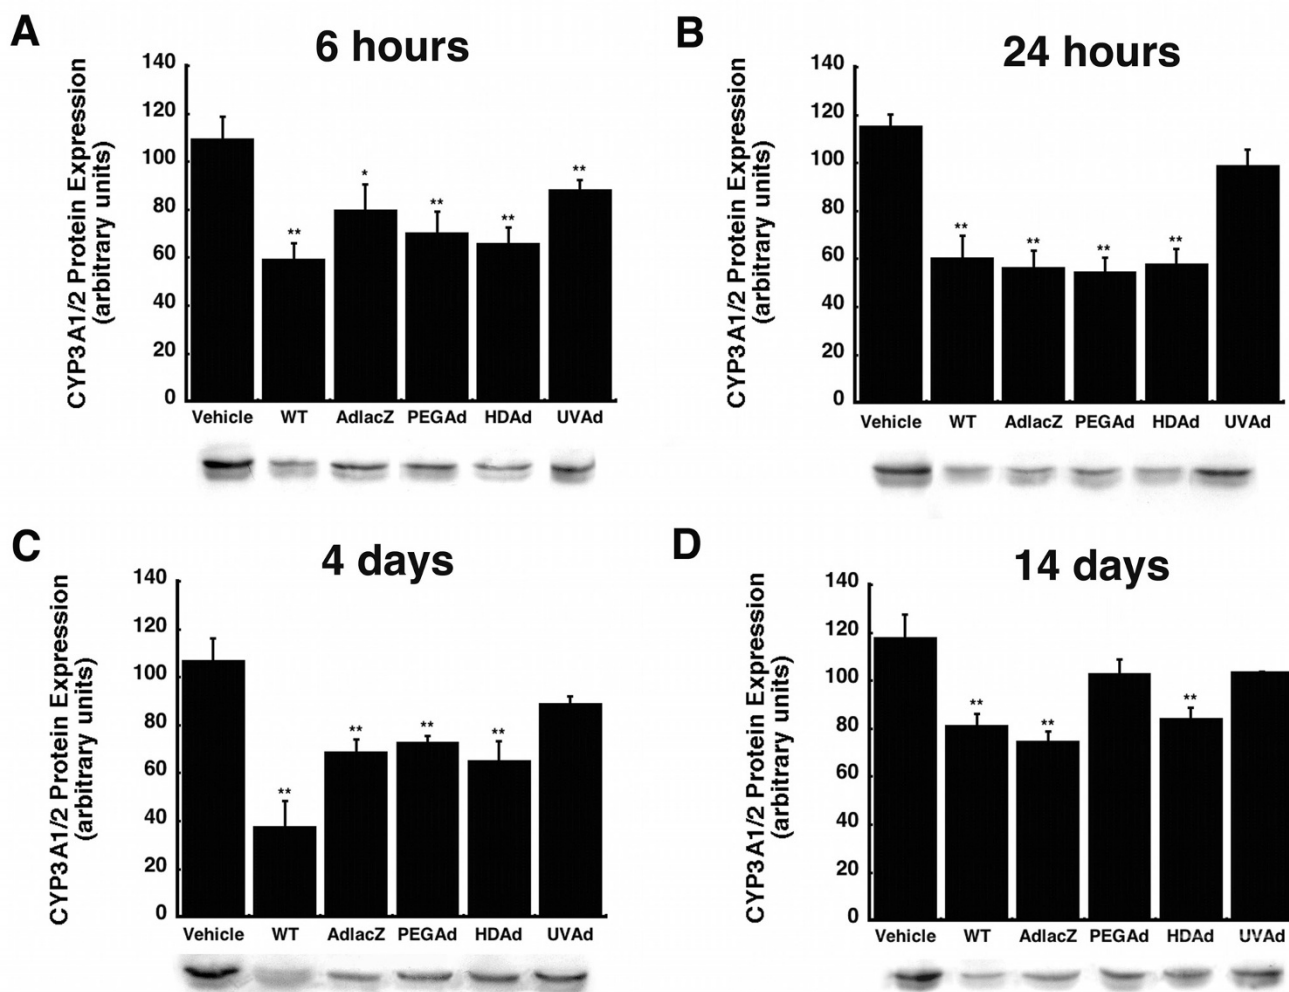 A
6 hours
CYP3A1/2 Protein Expression
(arbitrary units)
140
120
100
80
60
40
20
0
**
*
**
**
**
Vehicle WT AdlacZ PEGAd HDAd UVAd
B
24 hours
CYP3A1/2 Protein Expression
(arbitrary units)
140
120
100
80
60
40
20
0
**
**
**
**
Vehicle WT AdlacZ PEGAd HDAd UVAd
C
4 days
CYP3A1/2 Protein Expression
(arbitrary units)
140
120
100
80
60
40
20
0
**
**
**
**
Vehicle WT AdlacZ PEGAd HDAd UVAd
D
14 days
CYP3A1/2 Protein Expression
(arbitrary units)
140
120
100
80
60
40
20
0
**
**
**
Vehicle WT AdlacZ PEGAd HDAd UVAd